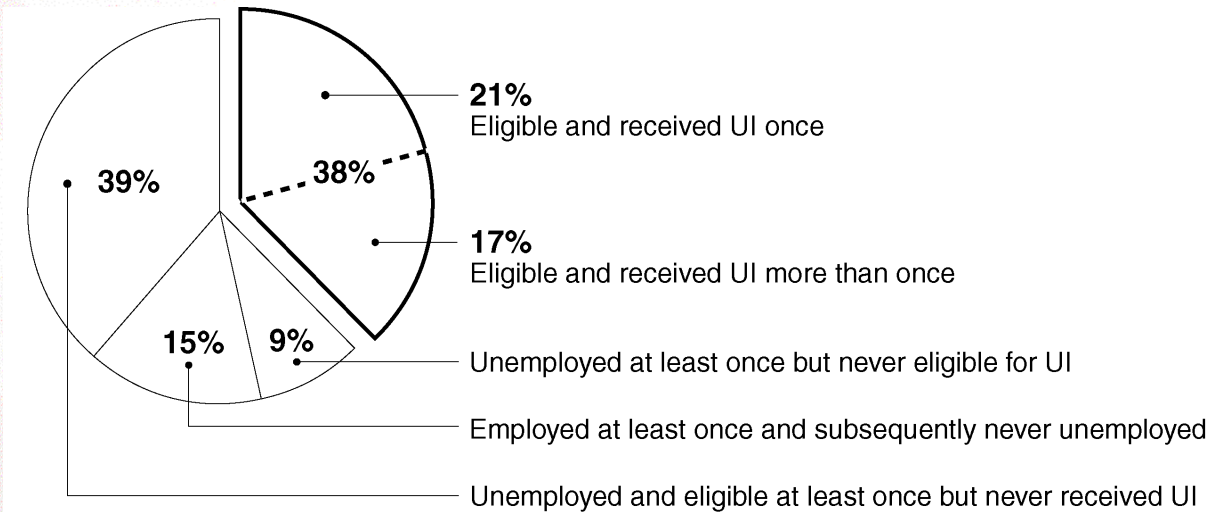 21%
Eligible and received UI once
38%
39%
17%
Eligible and received UI more than once
15%
9%
Unemployed at least once but never eligible for UI
Employed at least once and subsequently never unemployed
Unemployed and eligible at least once but never received UI